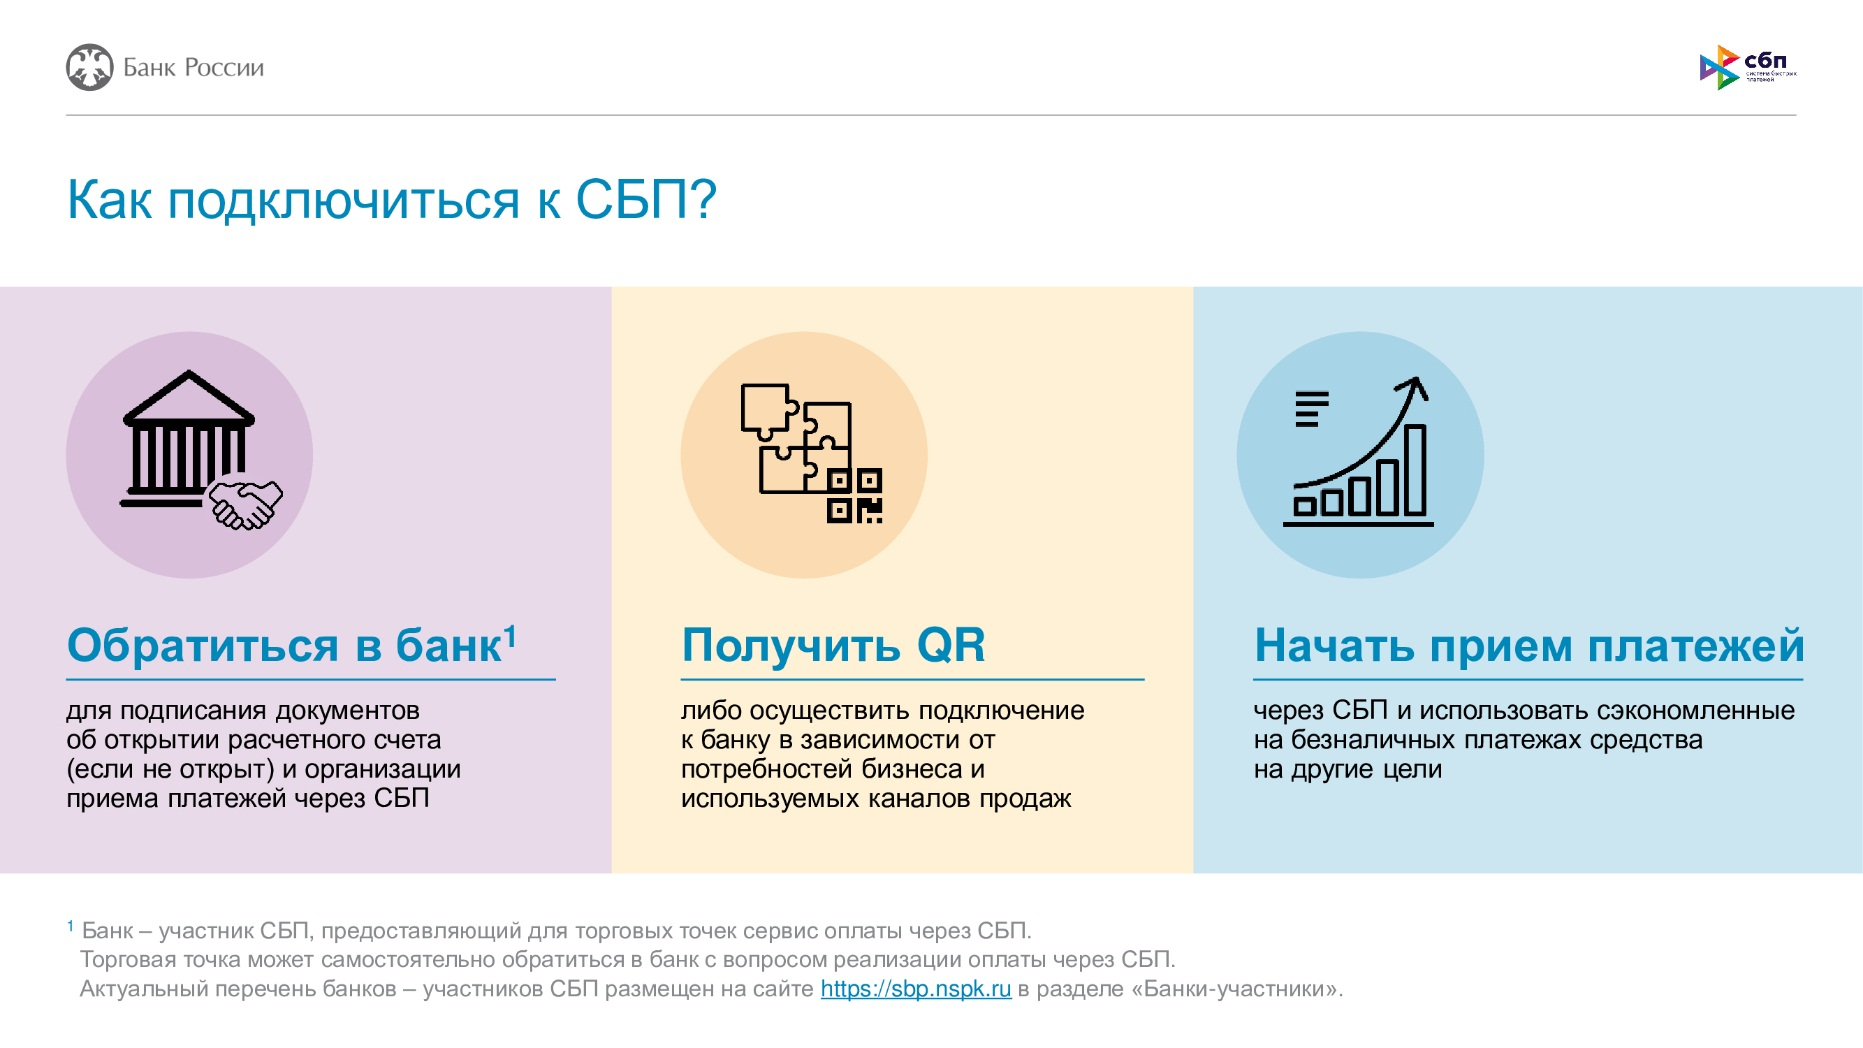 Банк России
сбп
система быстрых
платежей
Как подключиться к СБП?
Обратиться в банк¹
для подписания документов
об открытии расчетного счета
(если не открыт) и организации
приема платежей через СБП
Получить QR
либо осуществить подключение
к банку в зависимости от
потребностей бизнеса и
используемых каналов продаж
Начать прием платежей
через СБП и использовать сэкономленные
на безналичных платежах средства
на другие цели
¹ Банк – участник СБП, предоставляющий для торговых точек сервис оплаты через СБП.
Торговая точка может самостоятельно обратиться в банк с вопросом реализации оплаты через СБП.
Актуальный перечень банков – участников СБП размещен на сайте https://sbp.nspk.ru в разделе «Банки-участники».